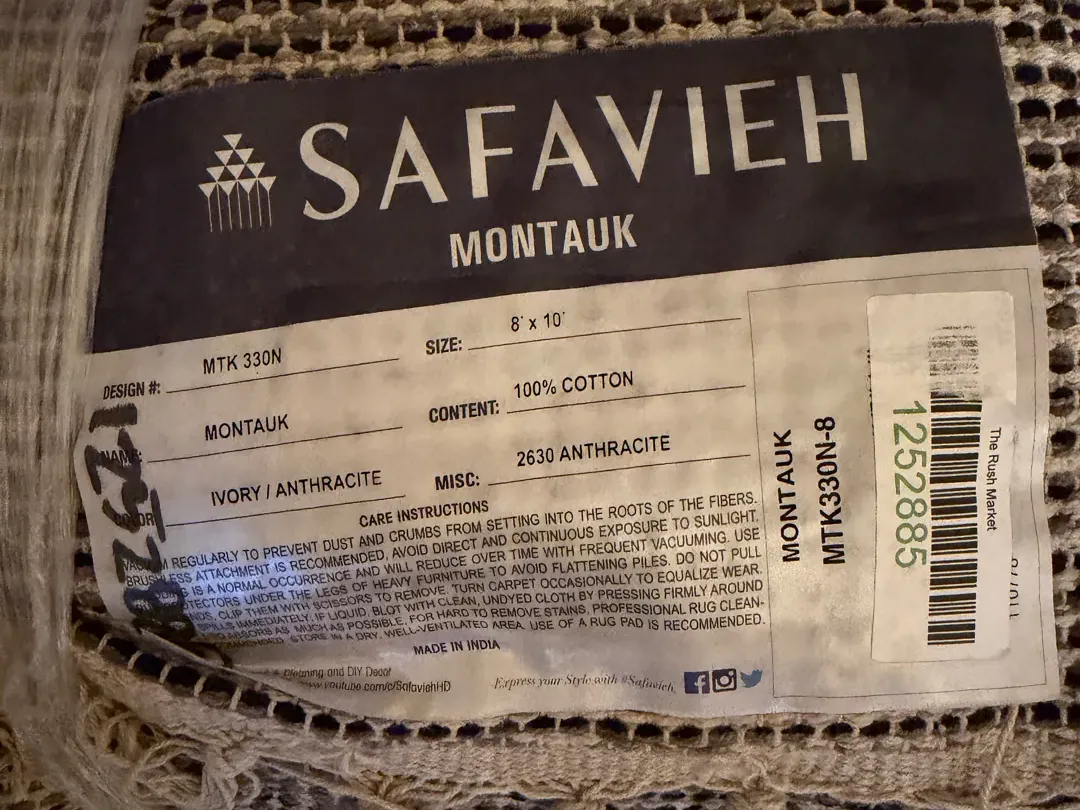 SAFAVIEH
MONTAUK
DESIGN #: MTK 330N
SIZE: 8' x 10'
NAME: MONTAUK
CONTENT: 100% COTTON
COLOR IVORY / ANTHRACITE
MISC: 2630 ANTHRACITE
CARE INSTRUCTIONS
REGULARLY TO PREVENT DUST AND CRUMBS FROM SETTING INTO THE ROOTS OF THE FIBERS.
BRUSHLESS ATTACHMENT IS RECOMMENDED, AVOID DIRECT AND CONTINUOUS EXPOSURE TO SUNLIGHT.
IS A NORMAL OCCURRENCE AND WILL REDUCE OVER TIME WITH FREQUENT VACUUMING. USE
UNDER THE LEGS OF HEAVY FURNITURE TO AVOID FLATTENING PILES. DO NOT PULL
CLIP THEM WITH SCISSORS TO REMOVE. TURN CARPET OCCASIONALLY TO EQUALIZE WEAR.
SPILLS IMMEDIATELY, IF LIQUID. BLOT WITH CLEAN, UNDYED CLOTH BY PRESSING FIRMLY AROUND
ABSORB AS MUCH AS POSSIBLE. FOR HARD TO REMOVE STAINS, PROFESSIONAL RUG CLEAN-
STORE IN A DRY, WELL-VENTILATED AREA. USE OF A RUG PAD IS RECOMMENDED.
MADE IN INDIA
Cleaning and DIY Decor
www.youtube.com/c/SafaviehHD
Express your Style with #Safavieh
MONTAUK
MTK330N-8
1252885
The Rush Market